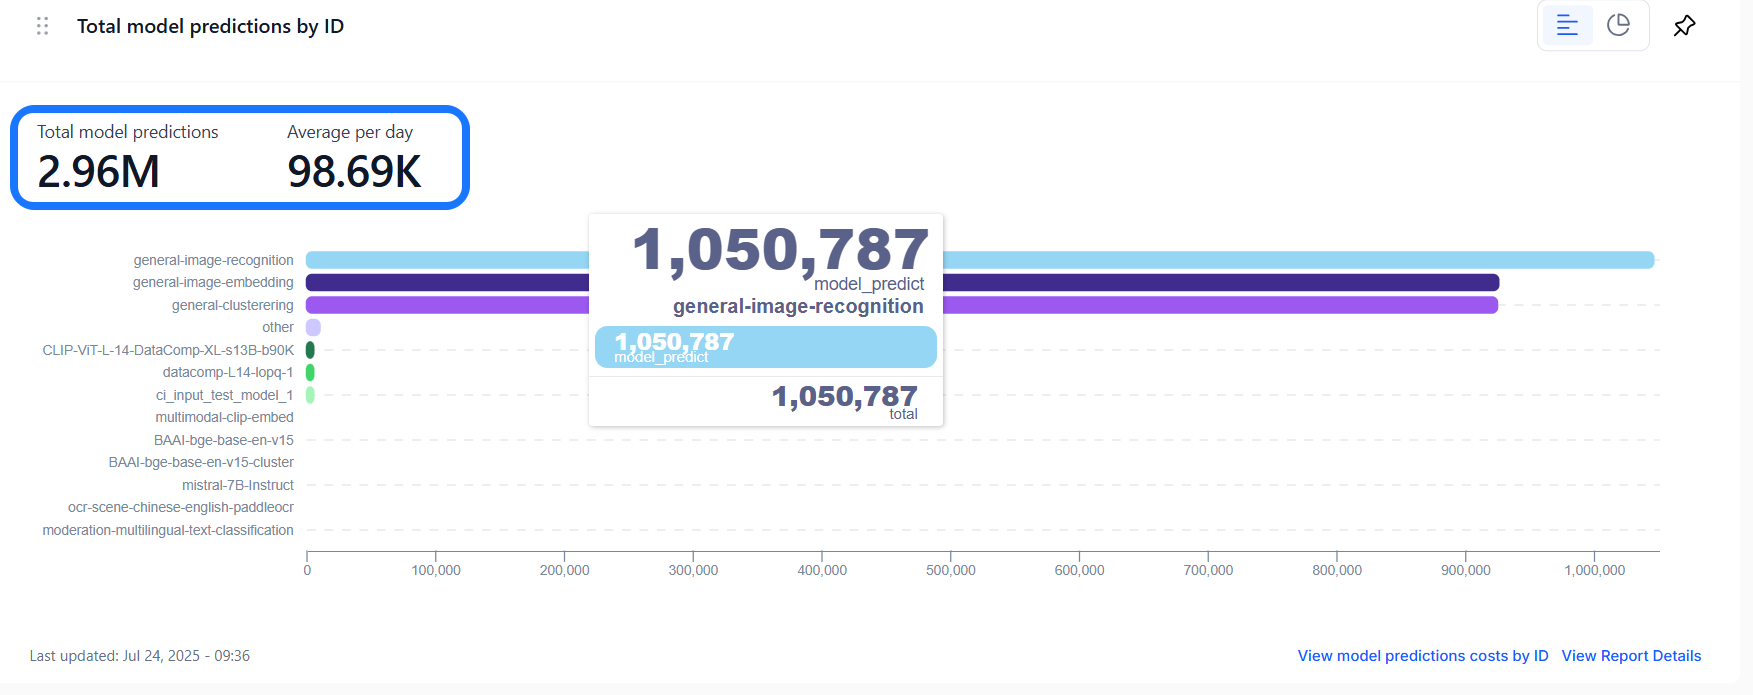 Total model predictions by ID
Total model predictions
Average per day
2.96M
98.69K
1,050,787
model_predict
general-image-recognition
1,050,787
model_predict
1,050,787
total
general-image-recognition
general-image-embedding
general-clusterering
other
CLIP-ViT-L-14-DataComp-XL-s13B-b90K
datacomp-L14-lopq-1
ci_input_test_model_1
multimodal-clip-embed
BAAI-bge-base-en-v15
BAAI-bge-base-en-v15-cluster
mistral-7B-Instruct
ocr-scene-chinese-english-paddleocr
moderation-multilingual-text-classification
0
100,000
200,000
300,000
400,000
500,000
600,000
700,000
800,000
900,000
1,000,000
Last updated: Jul 24, 2025 - 09:36
View model predictions costs by ID
View Report Details